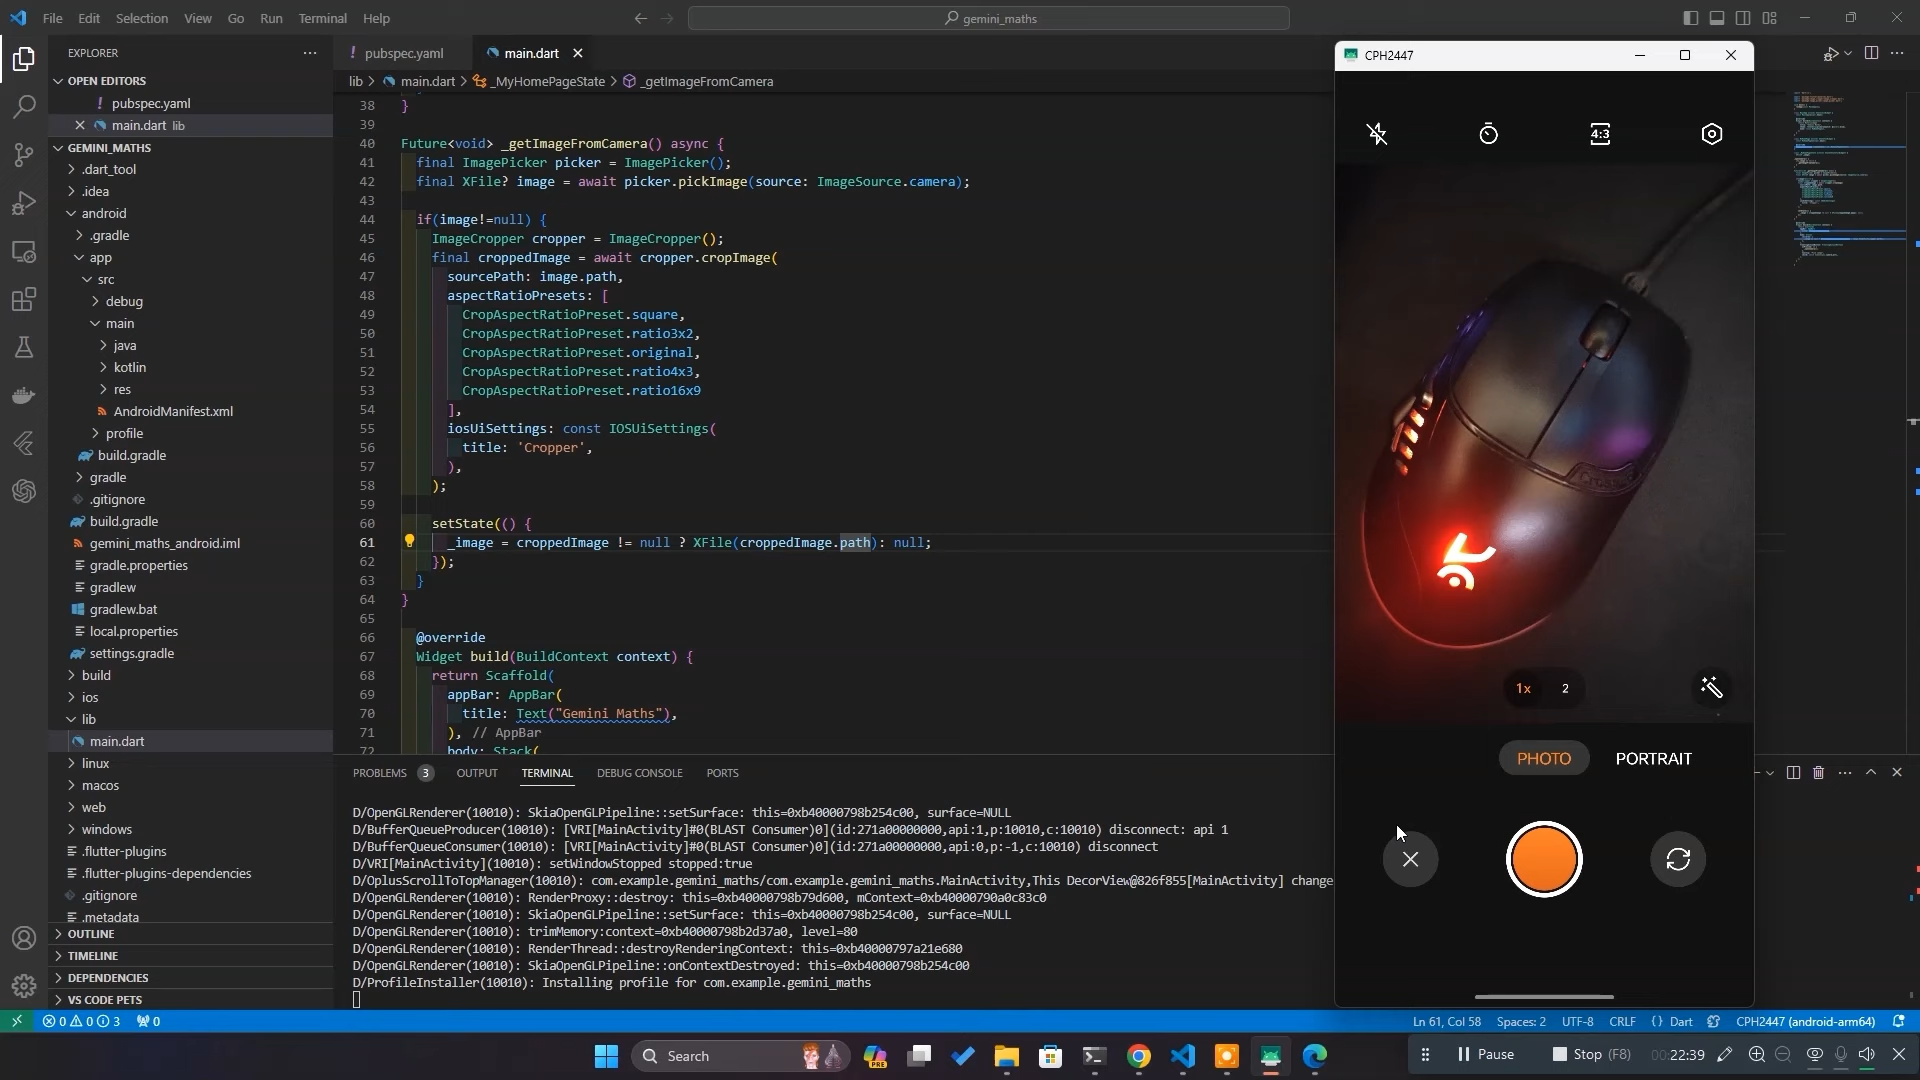 File Edit Selection View Go Run Terminal Help
gemini_maths
EXPLORER
OPEN EDITORS
! pubspec.yaml
main.dart lib
GEMINI_MATHS
.dart_tool
.idea
android
.gradle
app
src
debug
main
java
kotlin
res
AndroidManifest.xml
profile
build.gradle
gradle
.gitignore
build.gradle
gemini_maths_android.iml
gradle.properties
gradlew
gradlew.bat
local.properties
settings.gradle
build
ios
lib
main.dart
linux
macos
web
windows
.flutter-plugins
.flutter-plugins-dependencies
.gitignore
.metadata
OUTLINE
TIMELINE
DEPENDENCIES
VS CODE PETS
! pubspec.yaml main.dart
lib > main.dart > _MyHomePageState > _getImageFromCamera
38 }
39
40 Future<void> _getImageFromCamera() async {
41 final ImagePicker picker = ImagePicker();
42 final XFile? image = await picker.pickImage(source: ImageSource.camera);
43
44 if(image!=null) {
45 ImageCropper cropper = ImageCropper();
46 final croppedImage = await cropper.cropImage(
47 sourcePath: image.path,
48 aspectRatioPresets: [
49 CropAspectRatioPreset.square,
50 CropAspectRatioPreset.ratio3x2,
51 CropAspectRatioPreset.original,
52 CropAspectRatioPreset.ratio4x3,
53 CropAspectRatioPreset.ratio16x9
54 ],
55 iosUiSettings: const IOSUiSettings(
56 title: 'Cropper',
57 ),
58 );
59
60 setState(() {
61 _image = croppedImage != null ? XFile(croppedImage.path): null;
62 });
63 }
64 }
65
66 @override
67 Widget build(BuildContext context) {
68 return Scaffold(
69 appBar: AppBar(
70 title: Text("Gemini Maths"),
71 ), // AppBar
72 body: Stack(
PROBLEMS 3 OUTPUT TERMINAL DEBUG CONSOLE PORTS
D/OpenGLRenderer(10010): SkiaOpenGLPipeline::setSurface: this=0xb40000798b254c00, surface=NULL
D/BufferQueueProducer(10010): [VRI[MainActivity]#0(BLAST Consumer)0](id:271a00000000,api:1,p:10010,c:10010) disconnect: api 1
D/BufferQueueConsumer(10010): [VRI[MainActivity]#0(BLAST Consumer)0](id:271a00000000,api:0,p:-1,c:10010) disconnect
D/VRI[MainActivity](10010): setWindowStopped stopped:true
D/OplusScrollToTopManager(10010): com.example.gemini_maths/com.example.gemini_maths.MainActivity,This DecorView@826f855[MainActivity] change
D/OpenGLRenderer(10010): RenderProxy::destroy: this=0xb40000798b79d600, mContext=0xb40000790a0c83c0
D/OpenGLRenderer(10010): SkiaOpenGLPipeline::setSurface: this=0xb40000798b254c00, surface=NULL
D/OpenGLRenderer(10010): trimMemory:context=0xb40000798b2d37a0, level=80
D/OpenGLRenderer(10010): RenderThread::destroyRenderingContext: this=0xb40000797a21e680
D/OpenGLRenderer(10010): SkiaOpenGLPipeline::onContextDestroyed: this=0xb40000798b254c00
D/ProfileInstaller(10010): Installing profile for com.example.gemini_maths
CPH2447
4:3
1x 2
PHOTO PORTRAIT
0 0 3 0
Ln 61, Col 58 Spaces: 2 UTF-8 CRLF {} Dart CPH2447 (android-arm64)
Search
PRE
Pause Stop (F8) 00:22:39